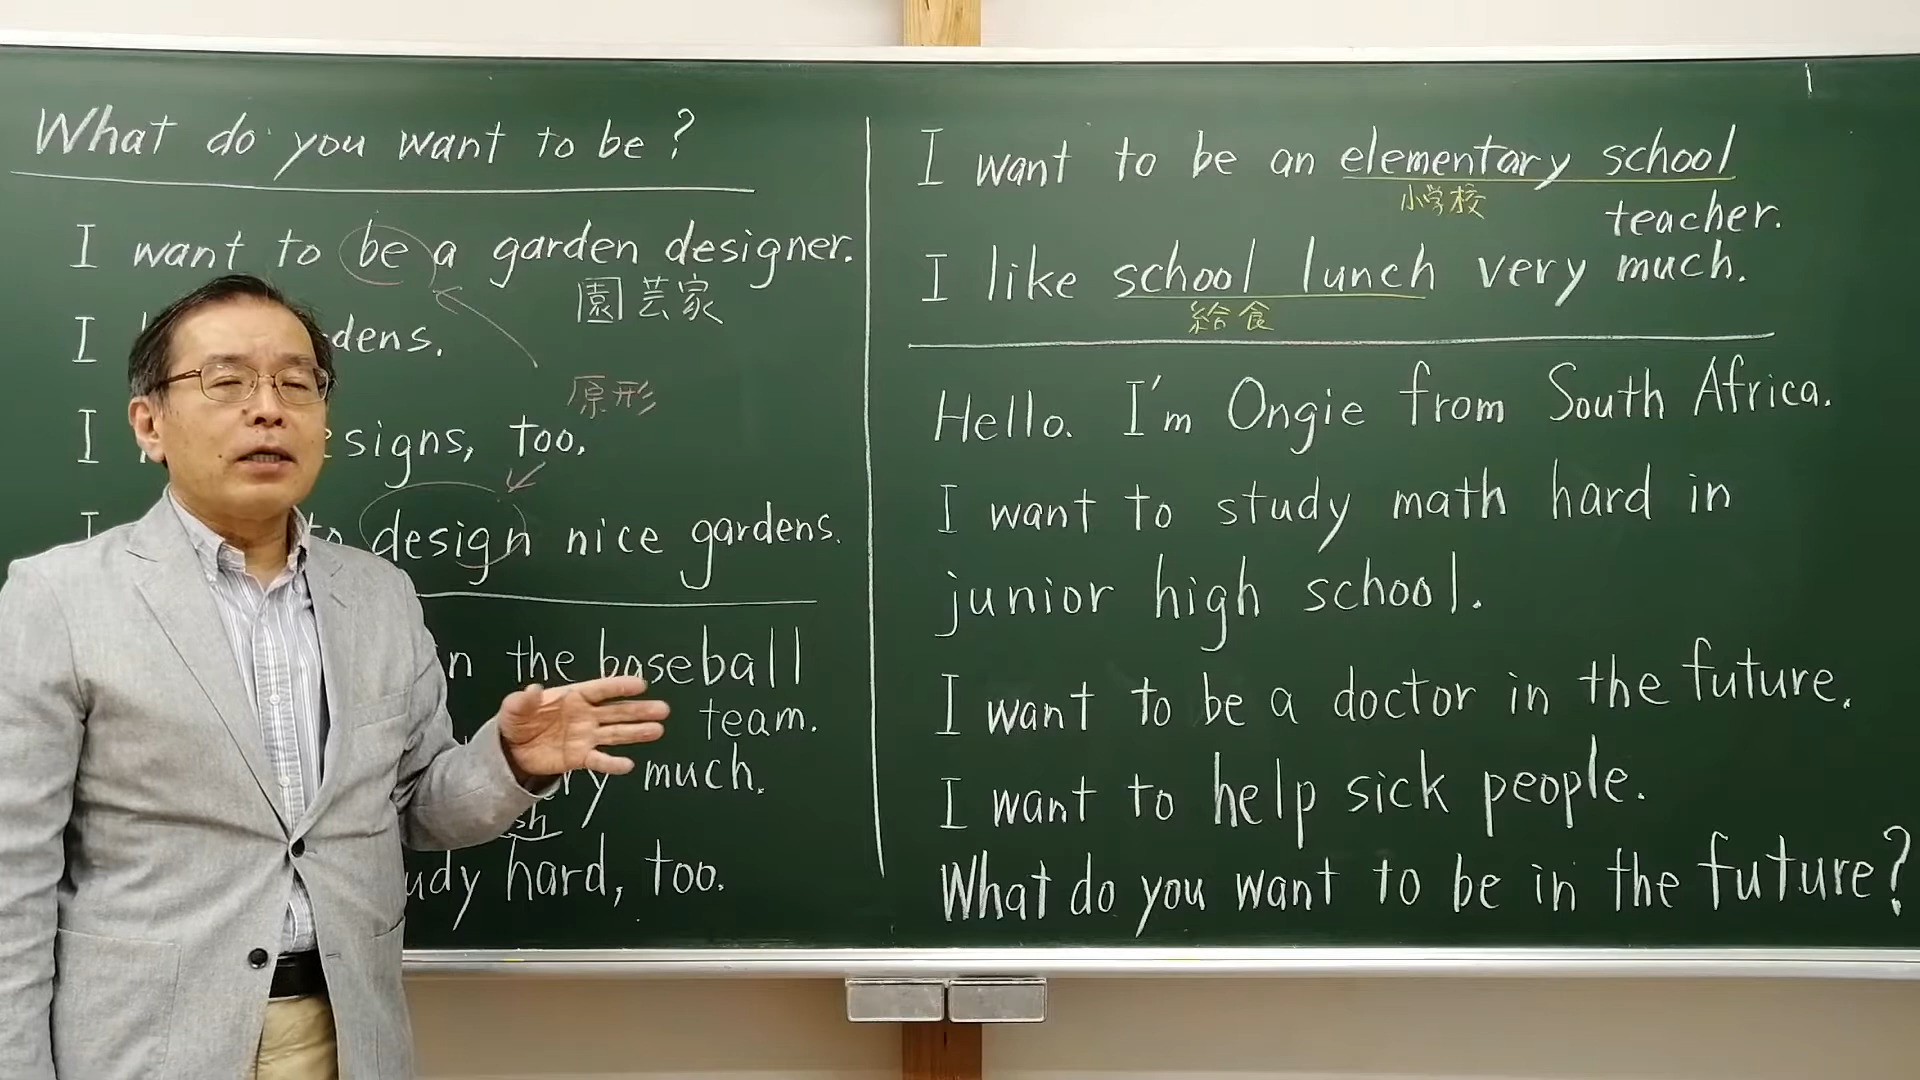 What do you want to be?
I want to be a garden designer.
園芸家
I dens.
原形
I esigns, too.
I design nice gardens.
in the baseball
team.
very much.
hard, too.
I want to be an elementary school
小学校
teacher.
I like school lunch very much.
給食
Hello. I'm Ongie from South Africa.
I want to study math hard in
junior high school.
I want to be a doctor in the future.
I want to help sick people.
What do you want to be in the future?